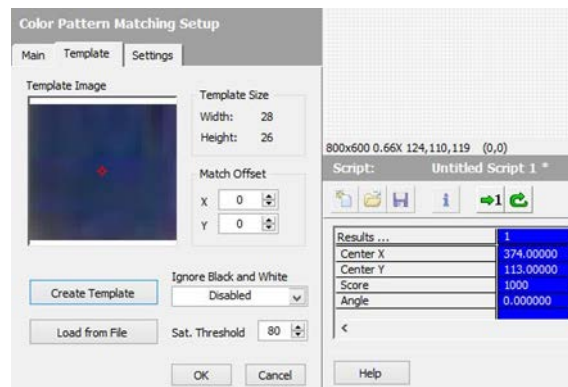 Color Pattern Matching Setup
Main Template Settings
Template Image
Template Size
Width: 28
Height: 26
Match Offset
X 0
Y 0
Create Template
Ignore Black and White
Disabled
Load from File
Sat. Threshold 80
OK Cancel
800x600 0.66X 124,110,119 (0,0)
Script: Untitled Script 1 *
i 1
Results ... 1
Center X 374.00000
Center Y 113.00000
Score 1000
Angle 0.000000
<
Help